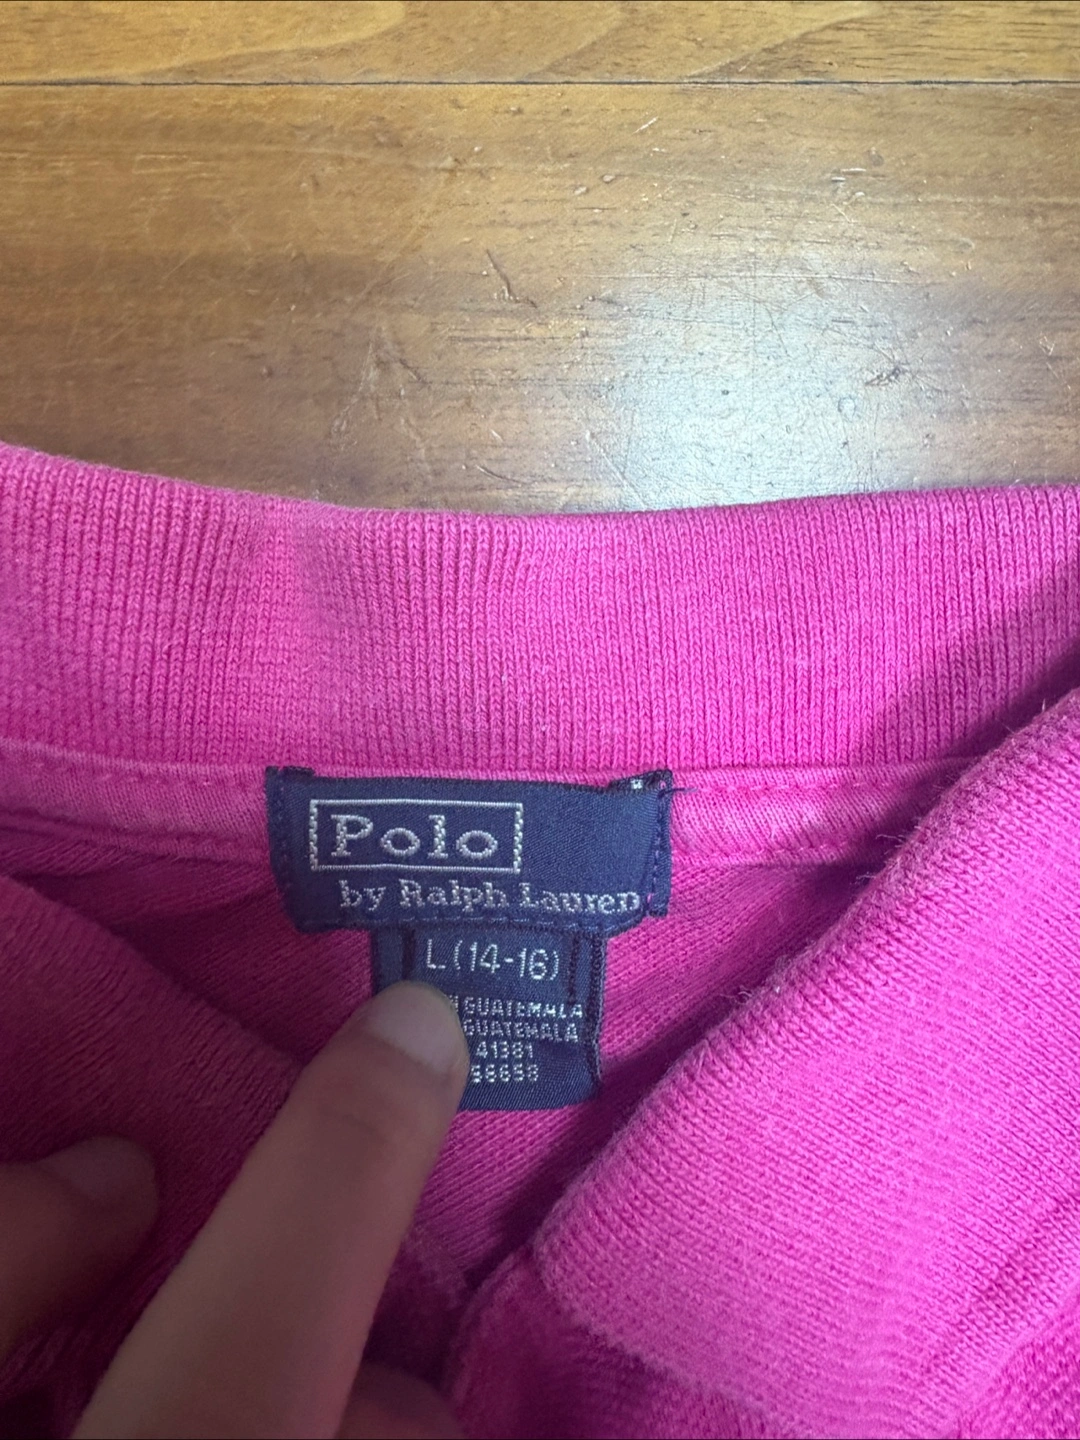 Polo
by Ralph Lauren
L (14-16)
GUATEMALA
GUATEMALA
41381
58658